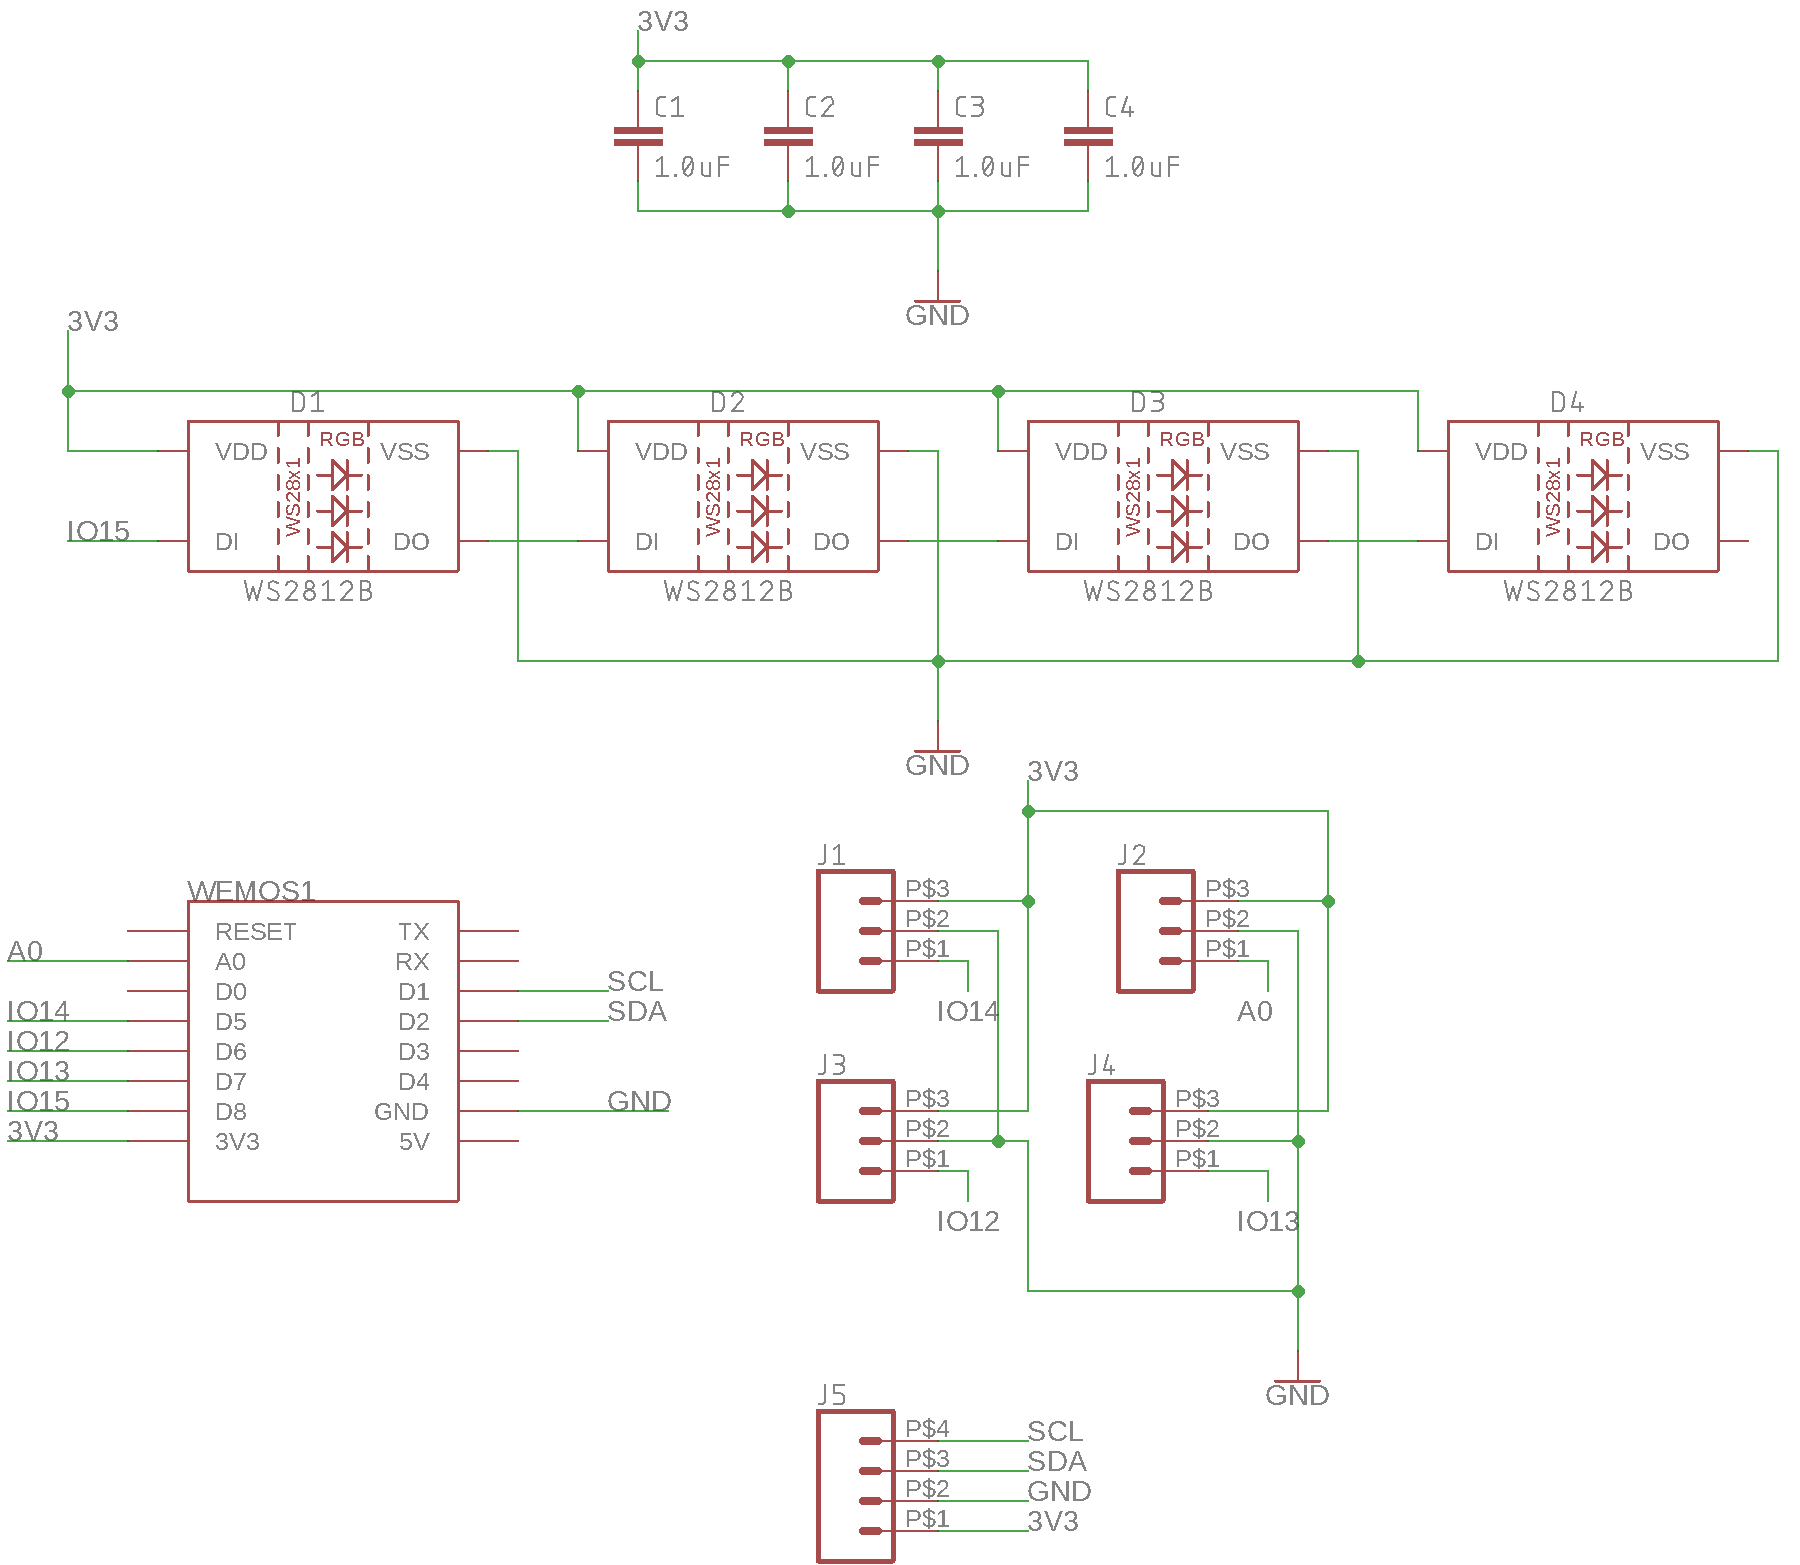 3V3
C1 C2 C3 C4
1.0uF 1.0uF 1.0uF 1.0uF
GND
3V3
D1 D2 D3 D4
VDD WS28x1 RGB VSS VDD WS28x1 RGB VSS VDD WS28x1 RGB VSS VDD WS28x1 RGB VSS
IO15 DI DO DI DO DI DO DI DO
WS2812B WS2812B WS2812B WS2812B
GND
WEMOS1
RESET TX
A0 A0 RX
D0 D1 SCL
IO14 D5 D2 SDA
IO12 D6 D3
IO13 D7 D4
IO15 D8 GND GND
3V3 3V3 5V
3V3
J1 J2
P$3 P$3
P$2 P$2
P$1 P$1
IO14 A0
J3 J4
P$3 P$3
P$2 P$2
P$1 P$1
IO12 IO13
GND
J5
P$4 SCL
P$3 SDA
P$2 GND
P$1 3V3